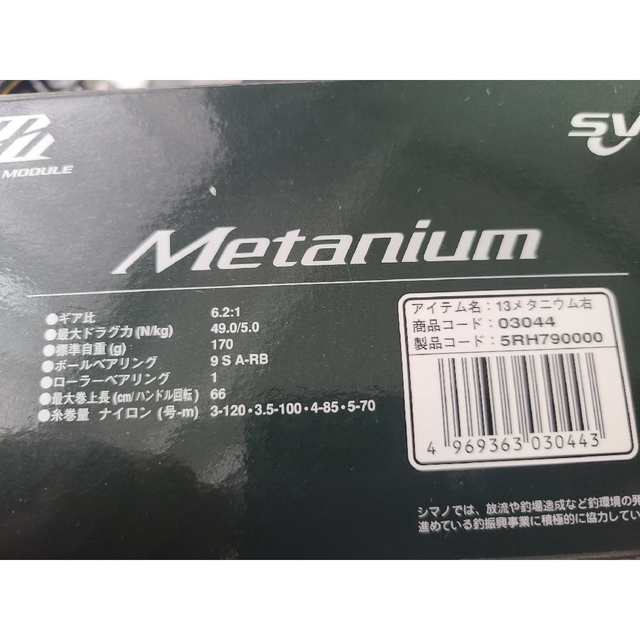 MODULE
SV
Metanium
●ギア比 6.2:1
●最大ドラグ力(N/kg) 49.0/5.0
●標準自重(g) 170
●ボールベアリング 9 S A-RB
●ローラーベアリング 1
●最大巻上長(cm/ハンドル回転) 66
●糸巻量 ナイロン(号-m) 3-120・3.5-100・4-85・5-70
アイテム名:13メタニウム右
商品コード:03044
製品コード:5RH790000
4 969363 030443
シマノでは、放流や釣場造成など釣環境の発
進めている釣振興事業に積極的に協力してい